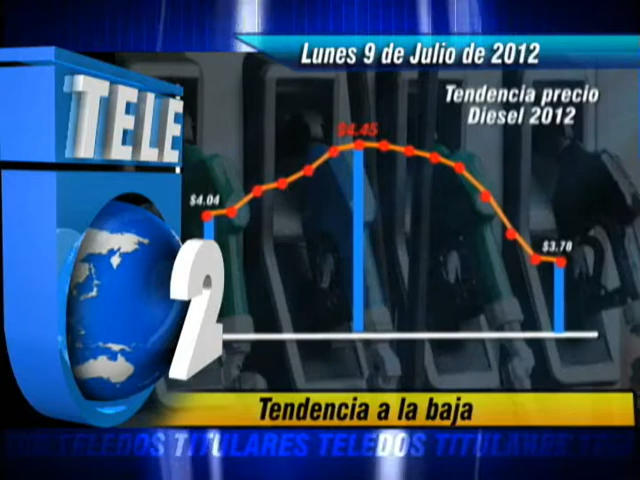 Lunes 9 de Julio de 2012
TELE
2
Tendencia precio
Diesel 2012
$4.45
$4.04
$3.78
Tendencia a la baja
TELEDOS TITULARES TELEDOS TITULARES